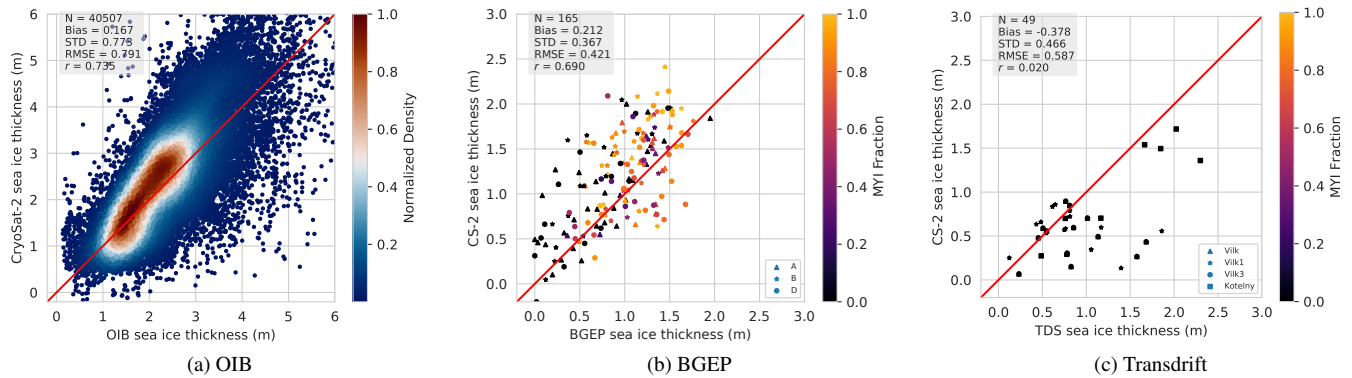 N = 40507
Bias = 0.167
STD = 0.773
RMSE = 0.791
r = 0.735
CryoSat-2 sea ice thickness (m)
6
5
4
3
2
1
0
0 1 2 3 4 5 6
OIB sea ice thickness (m)
1.0
0.8
0.6
0.4
0.2
Normalized Density
(a) OIB
N = 165
Bias = 0.212
STD = 0.367
RMSE = 0.421
r = 0.690
CS-2 sea ice thickness (m)
3.0
2.5
2.0
1.5
1.0
0.5
0.0
0.0 0.5 1.0 1.5 2.0 2.5 3.0
BGEP sea ice thickness (m)
A
B
D
1.0
0.8
0.6
0.4
0.2
0.0
MYI Fraction
(b) BGEP
N = 49
Bias = -0.378
STD = 0.466
RMSE = 0.587
r = 0.020
CS-2 sea ice thickness (m)
3.0
2.5
2.0
1.5
1.0
0.5
0.0
0.0 0.5 1.0 1.5 2.0 2.5 3.0
TDS sea ice thickness (m)
Vilk
Vilk1
Vilk3
Kotelny
1.0
0.8
0.6
0.4
0.2
0.0
MYI Fraction
(c) Transdrift